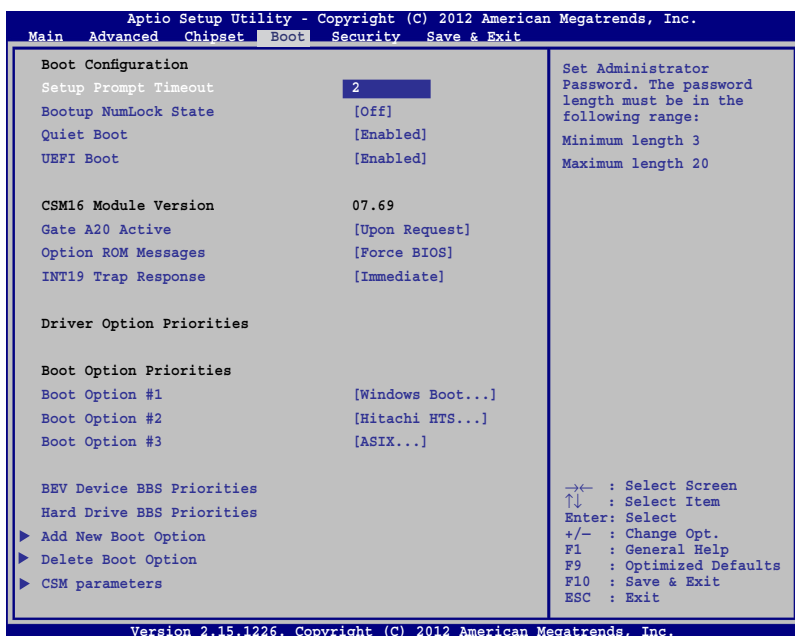 Aptio Setup Utility - Copyright (C) 2012 American Megatrends, Inc.
Main Advanced Chipset Boot Security Save & Exit
Boot Configuration
Setup Prompt Timeout 2
Bootup NumLock State [Off]
Quiet Boot [Enabled]
UEFI Boot [Enabled]
CSM16 Module Version 07.69
Gate A20 Active [Upon Request]
Option ROM Messages [Force BIOS]
INT19 Trap Response [Immediate]
Driver Option Priorities
Boot Option Priorities
Boot Option #1 [Windows Boot...]
Boot Option #2 [Hitachi HTS...]
Boot Option #3 [ASIX...]
BEV Device BBS Priorities
Hard Drive BBS Priorities
Add New Boot Option
Delete Boot Option
CSM parameters
Set Administrator
Password. The password
length must be in the
following range:
Minimum length 3
Maximum length 20
→← : Select Screen
↑↓ : Select Item
Enter: Select
+/— : Change Opt.
F1 : General Help
F9 : Optimized Defaults
F10 : Save & Exit
ESC : Exit
Version 2.15.1226. Copyright (C) 2012 American Megatrends, Inc.